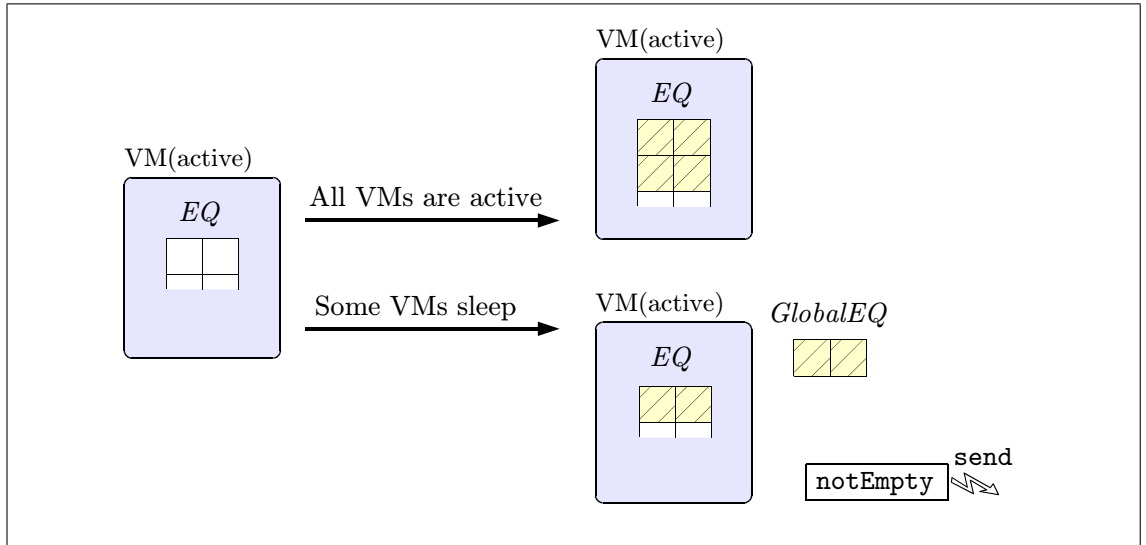 VM(active)
EQ
VM(active)
EQ
All VMs are active
Some VMs sleep
VM(active)
EQ
GlobalEQ
notEmpty
send